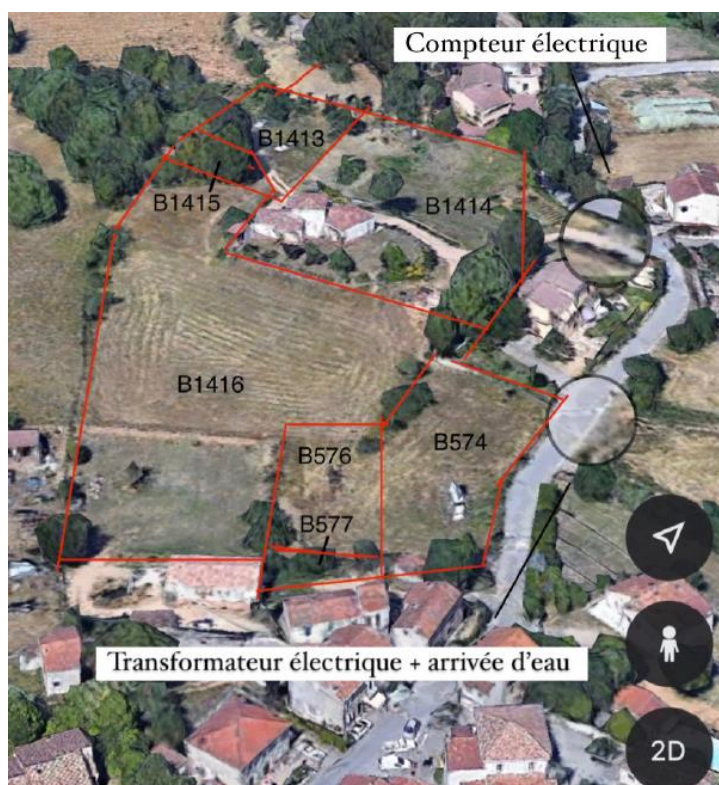 Compteur électrique
B1413
B1415
B1414
B1416
B574
B576
B577
Transformateur électrique + arrivée d'eau
2D